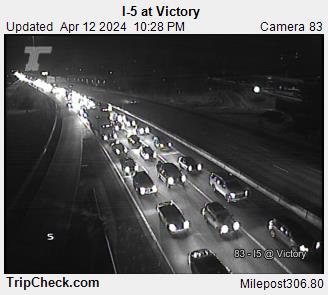 I-5 at Victory
Updated Apr 12 2024 10:28 PM Camera 83
S
83 - I5 @ Victory
TripCheck.com Milepost306.80